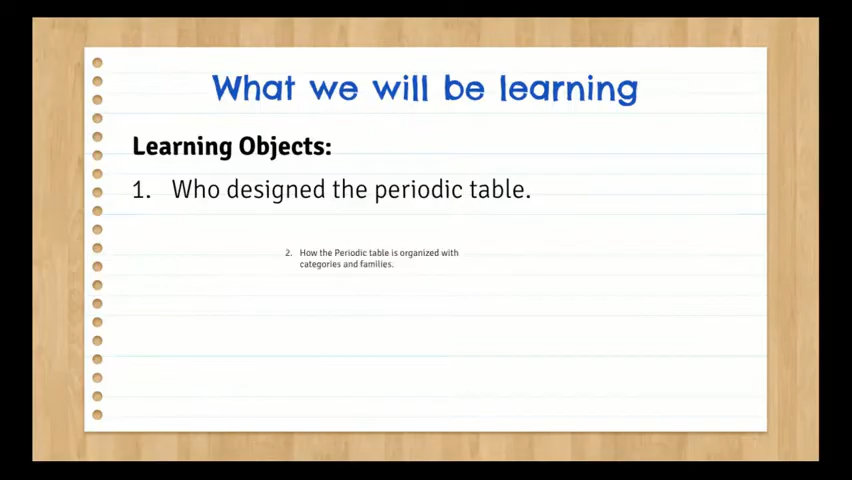 What we will be learning
Learning Objects:
1. Who designed the periodic table.
2. How the Periodic table is organized with
categories and families.